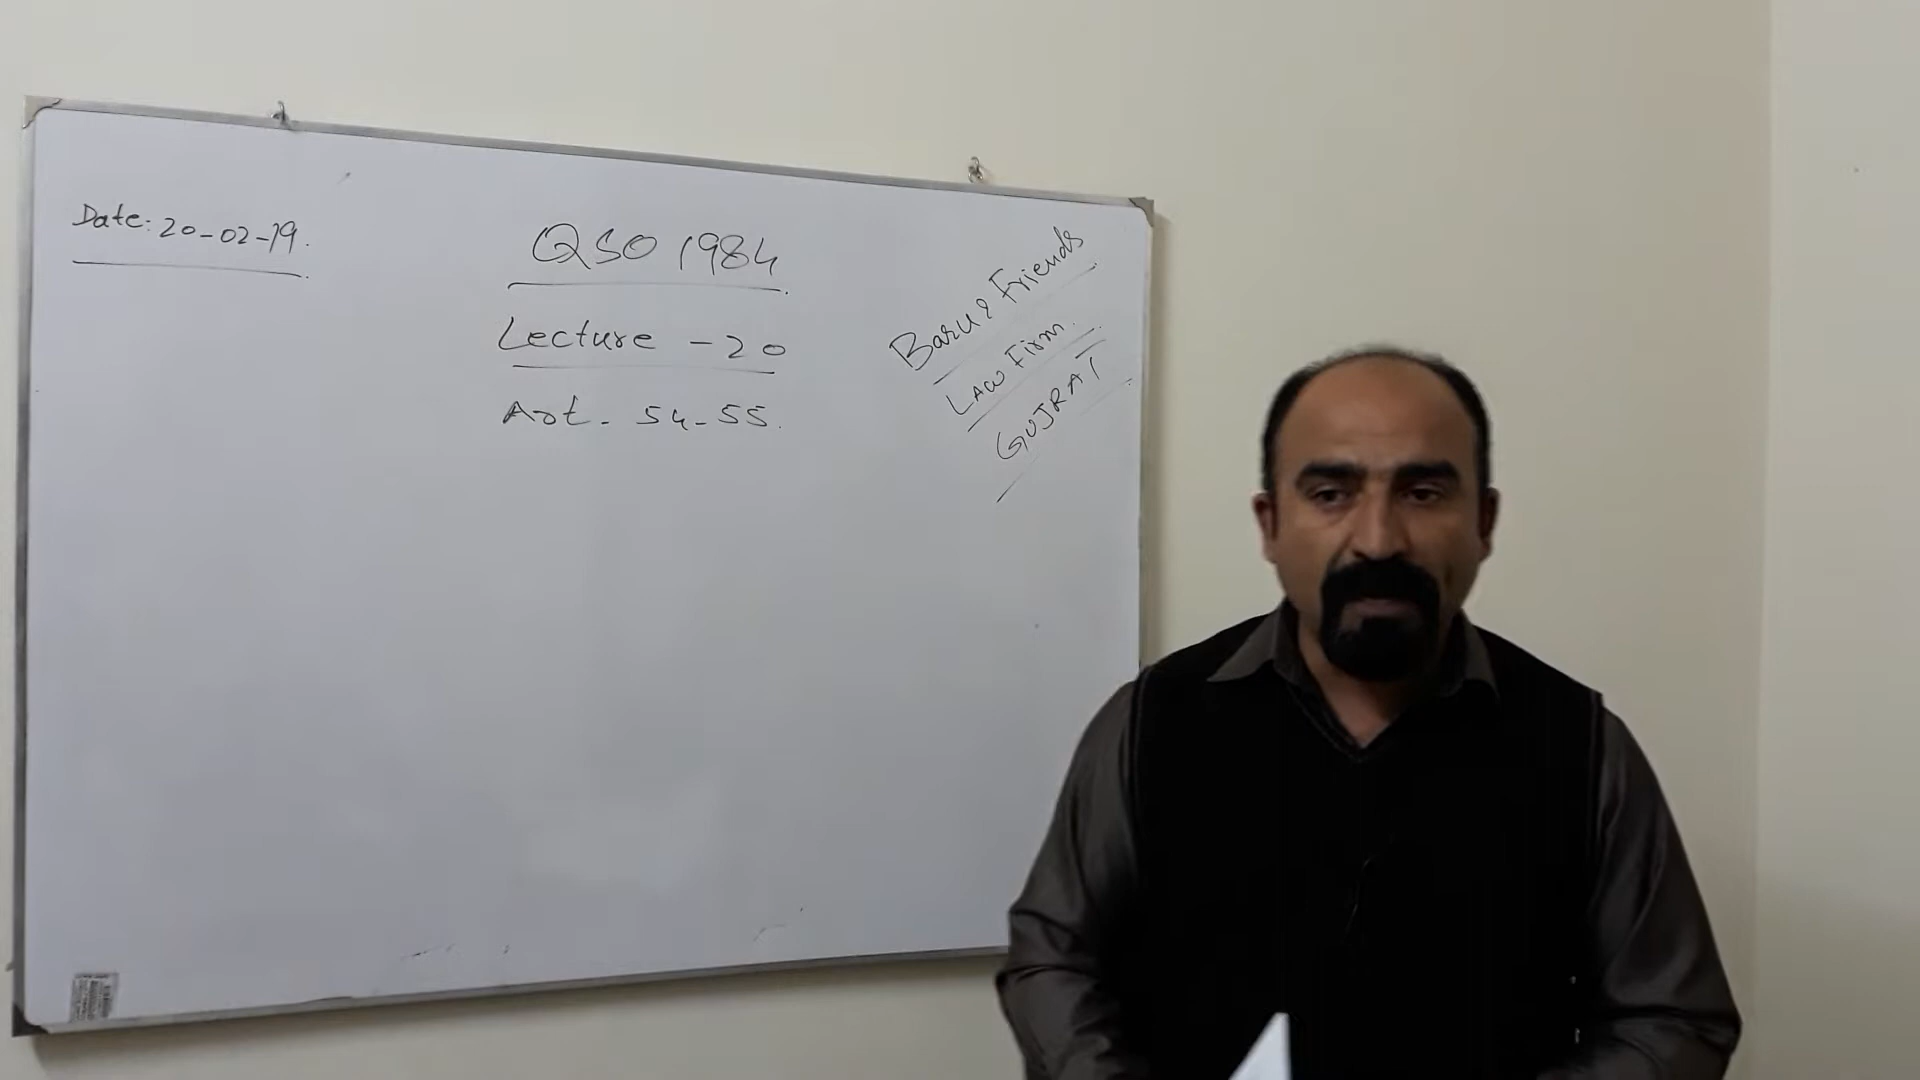 Date: 20-02-19.
QSO 1984
Lecture - 20
Art. 54-55.
Baru & Friends
LAW Firm.
GUJRAT